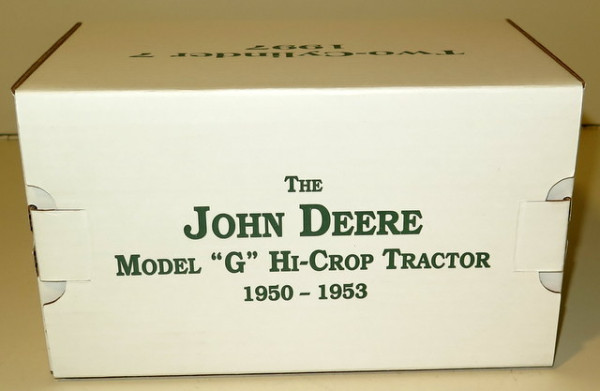 Two-Cylinder 7
1997
THE
JOHN DEERE
MODEL “G” HI-CROP TRACTOR
1950 – 1953